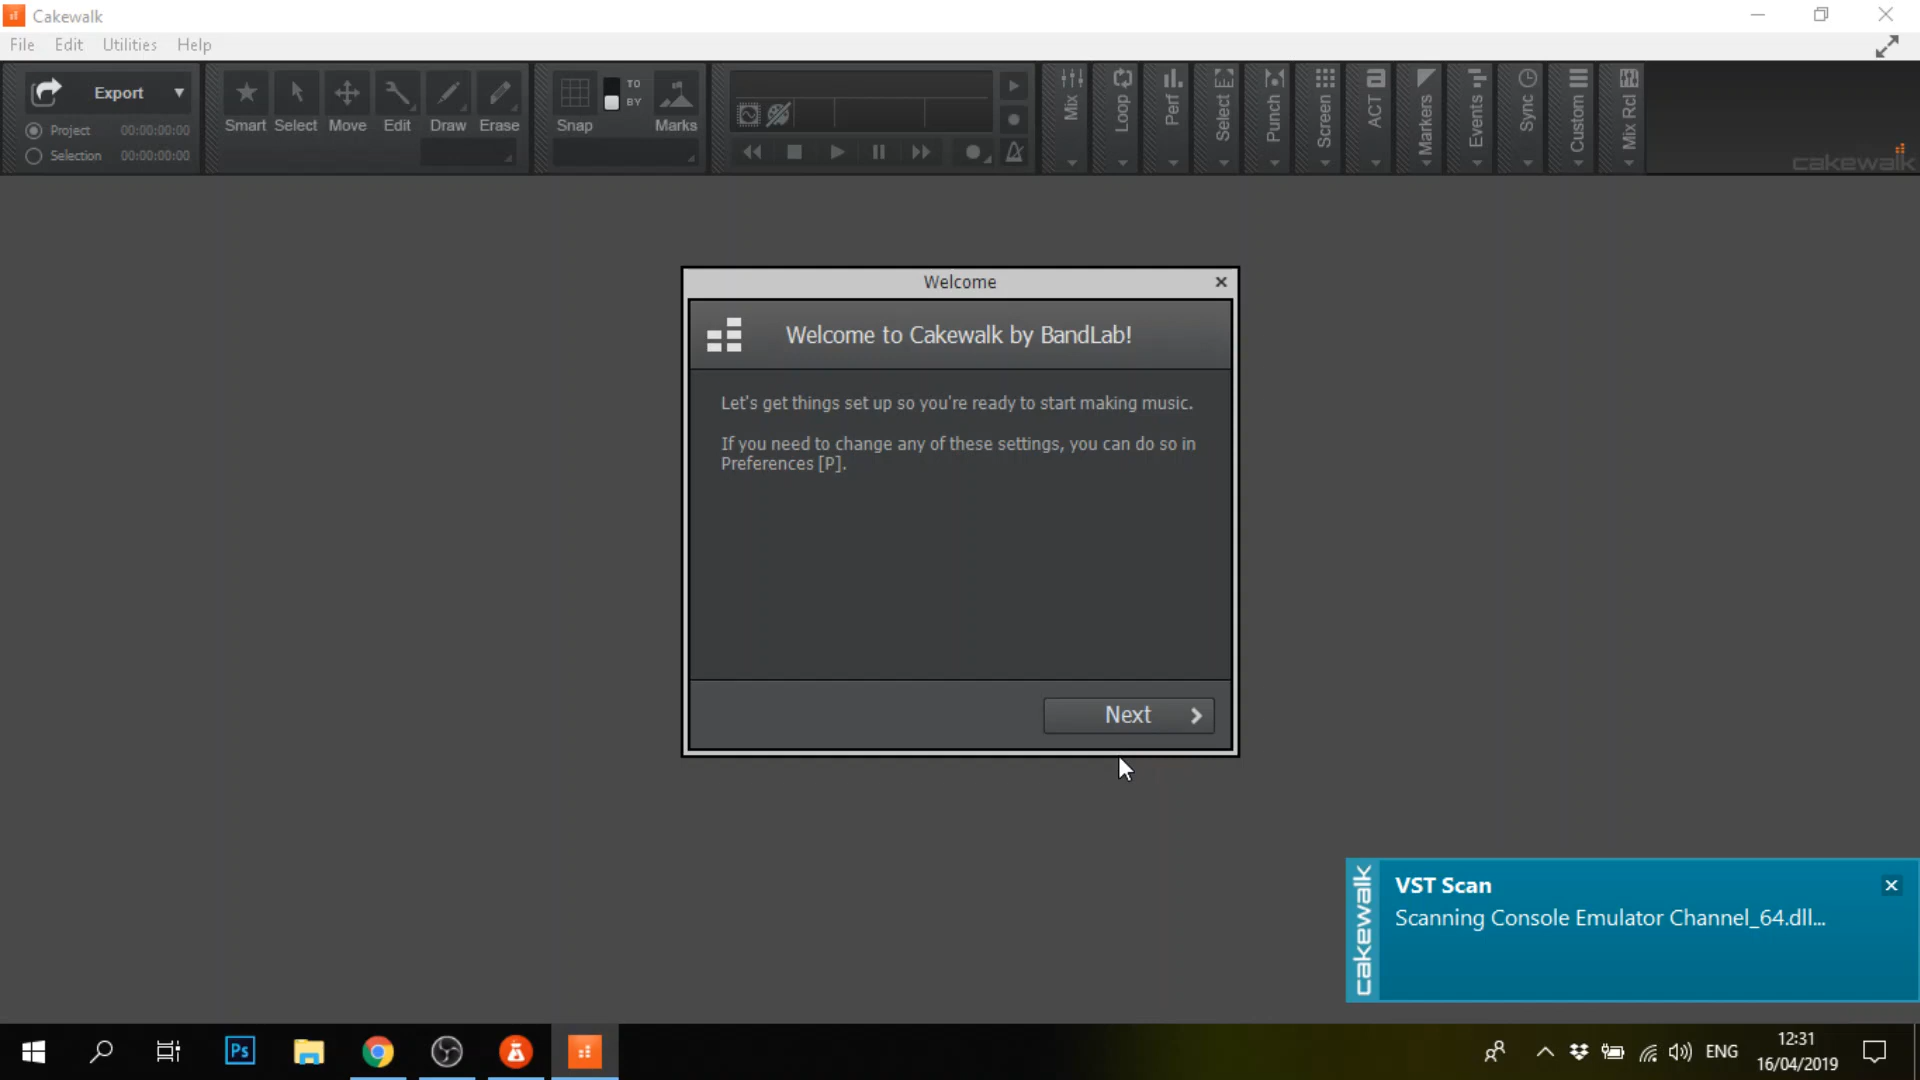 Cakewalk
File Edit Utilities Help
Export
Project 00:00:00:00
Selection 00:00:00:00
Smart Select Move Edit Draw Erase
TO
BY
Snap Marks
Mix
Loop
Perf
Select
Punch
Screen
ACT
Markers
Events
Sync
Custom
Mix Rcl
cakewalk
Welcome
Welcome to Cakewalk by BandLab!
Let's get things set up so you're ready to start making music.
If you need to change any of these settings, you can do so in
Preferences [P].
Next
cakewalk
VST Scan
Scanning Console Emulator Channel_64.dll...
Ps
ENG
12:31
16/04/2019